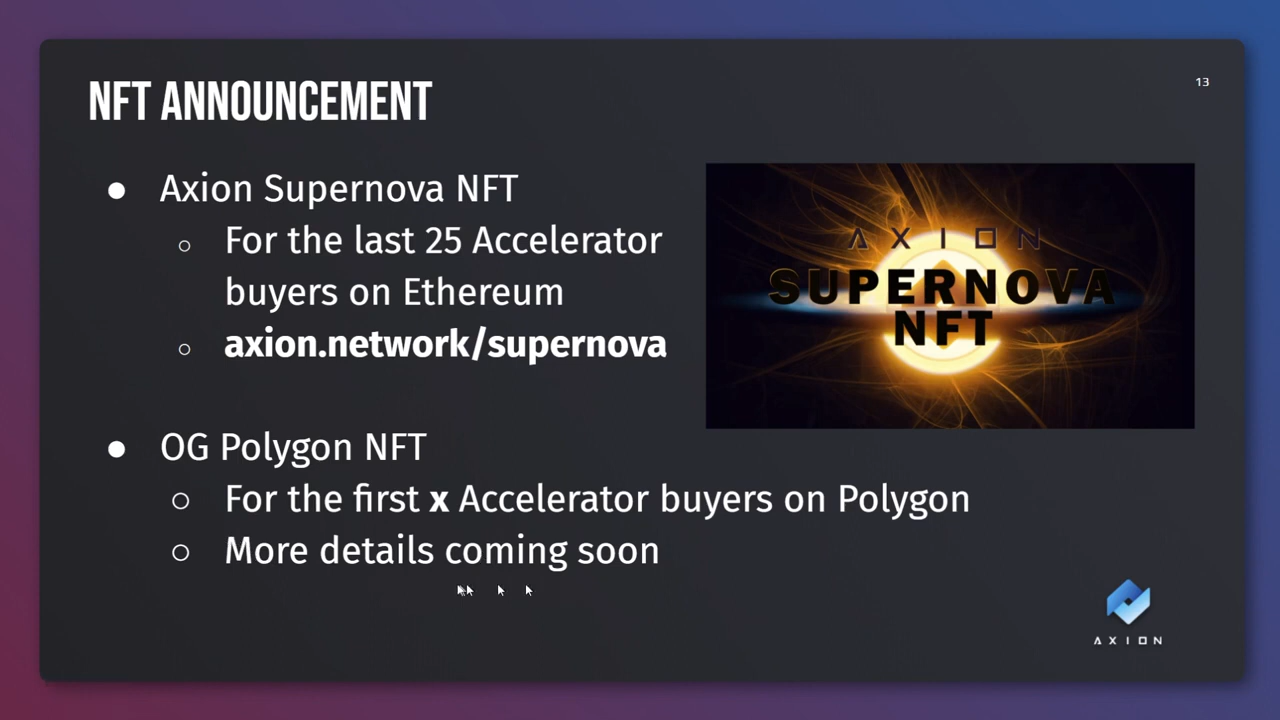 NFT ANNOUNCEMENT
13
● Axion Supernova NFT
○ For the last 25 Accelerator
buyers on Ethereum
○ axion.network/supernova
AXION
SUPERNOVA
NFT
● OG Polygon NFT
○ For the first x Accelerator buyers on Polygon
○ More details coming soon
AXION